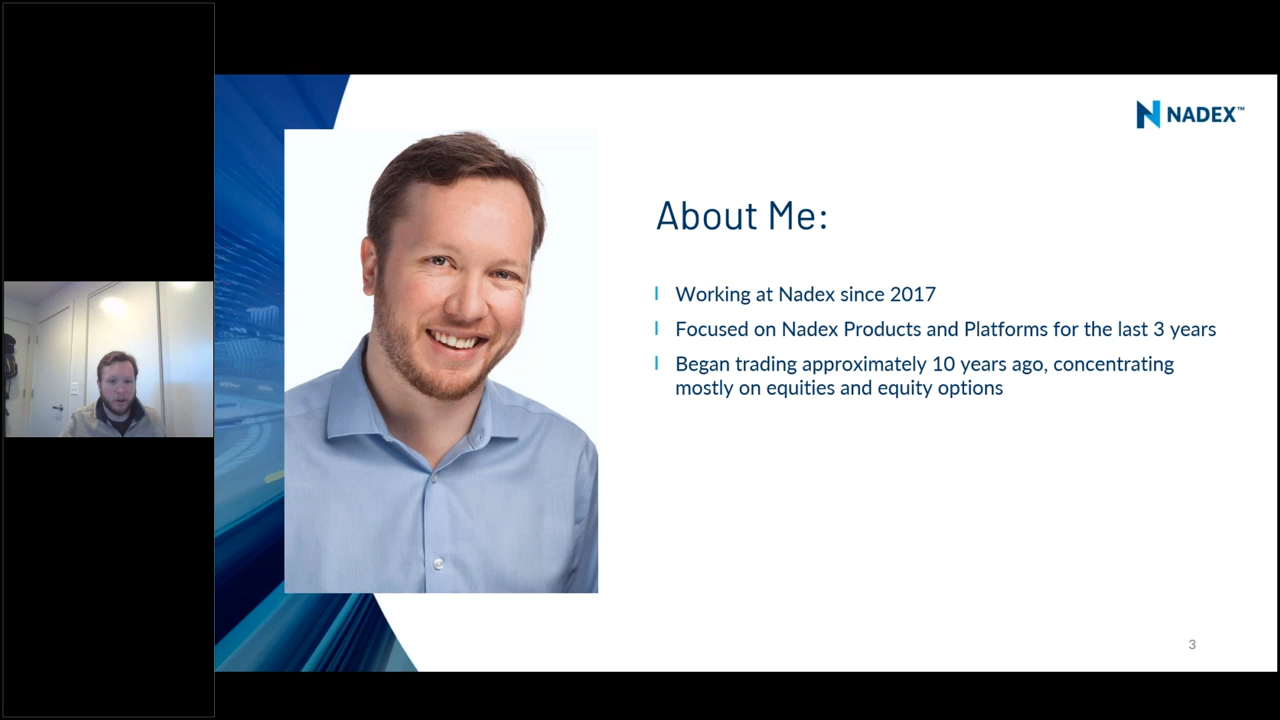 NADEX™
About Me:
Working at Nadex since 2017
Focused on Nadex Products and Platforms for the last 3 years
Began trading approximately 10 years ago, concentrating
mostly on equities and equity options
3